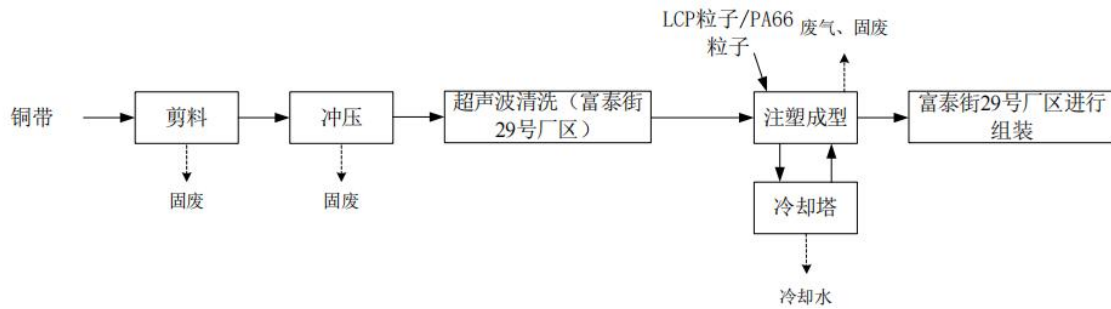 LCP粒子/PA66
粒子
废气、固废
铜带
剪料
冲压
超声波清洗（富泰街
29号厂区）
注塑成型
富泰街29号厂区进行
组装
固废
固废
冷却塔
冷却水